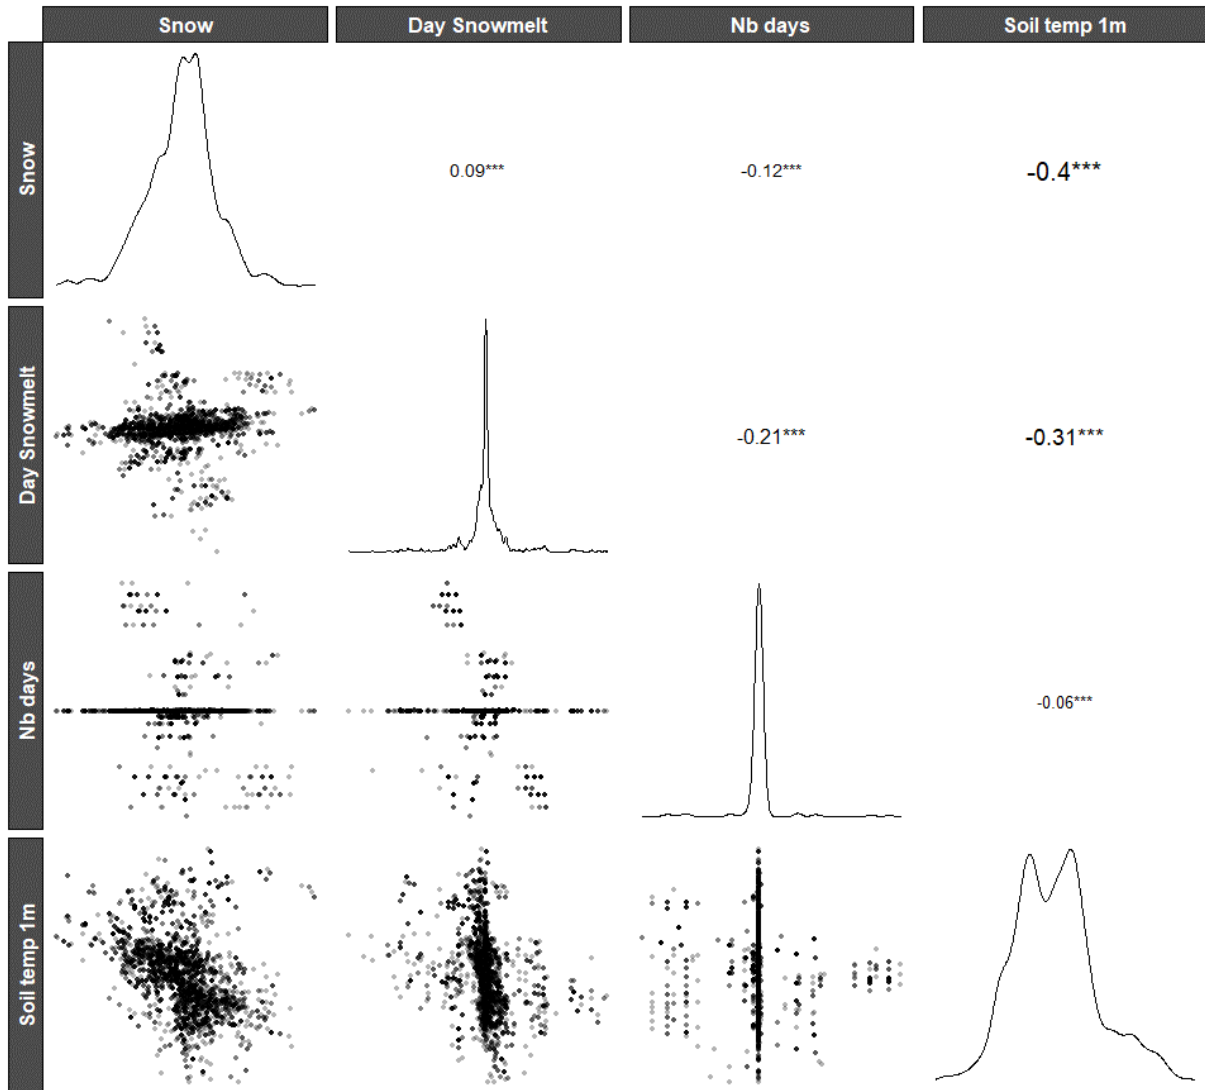 Snow Day Snowmelt Nb days Soil temp 1m
Snow
0.09***
-0.12***
-0.4***
Day Snowmelt
-0.21***
-0.31***
Nb days
-0.06***
Soil temp 1m